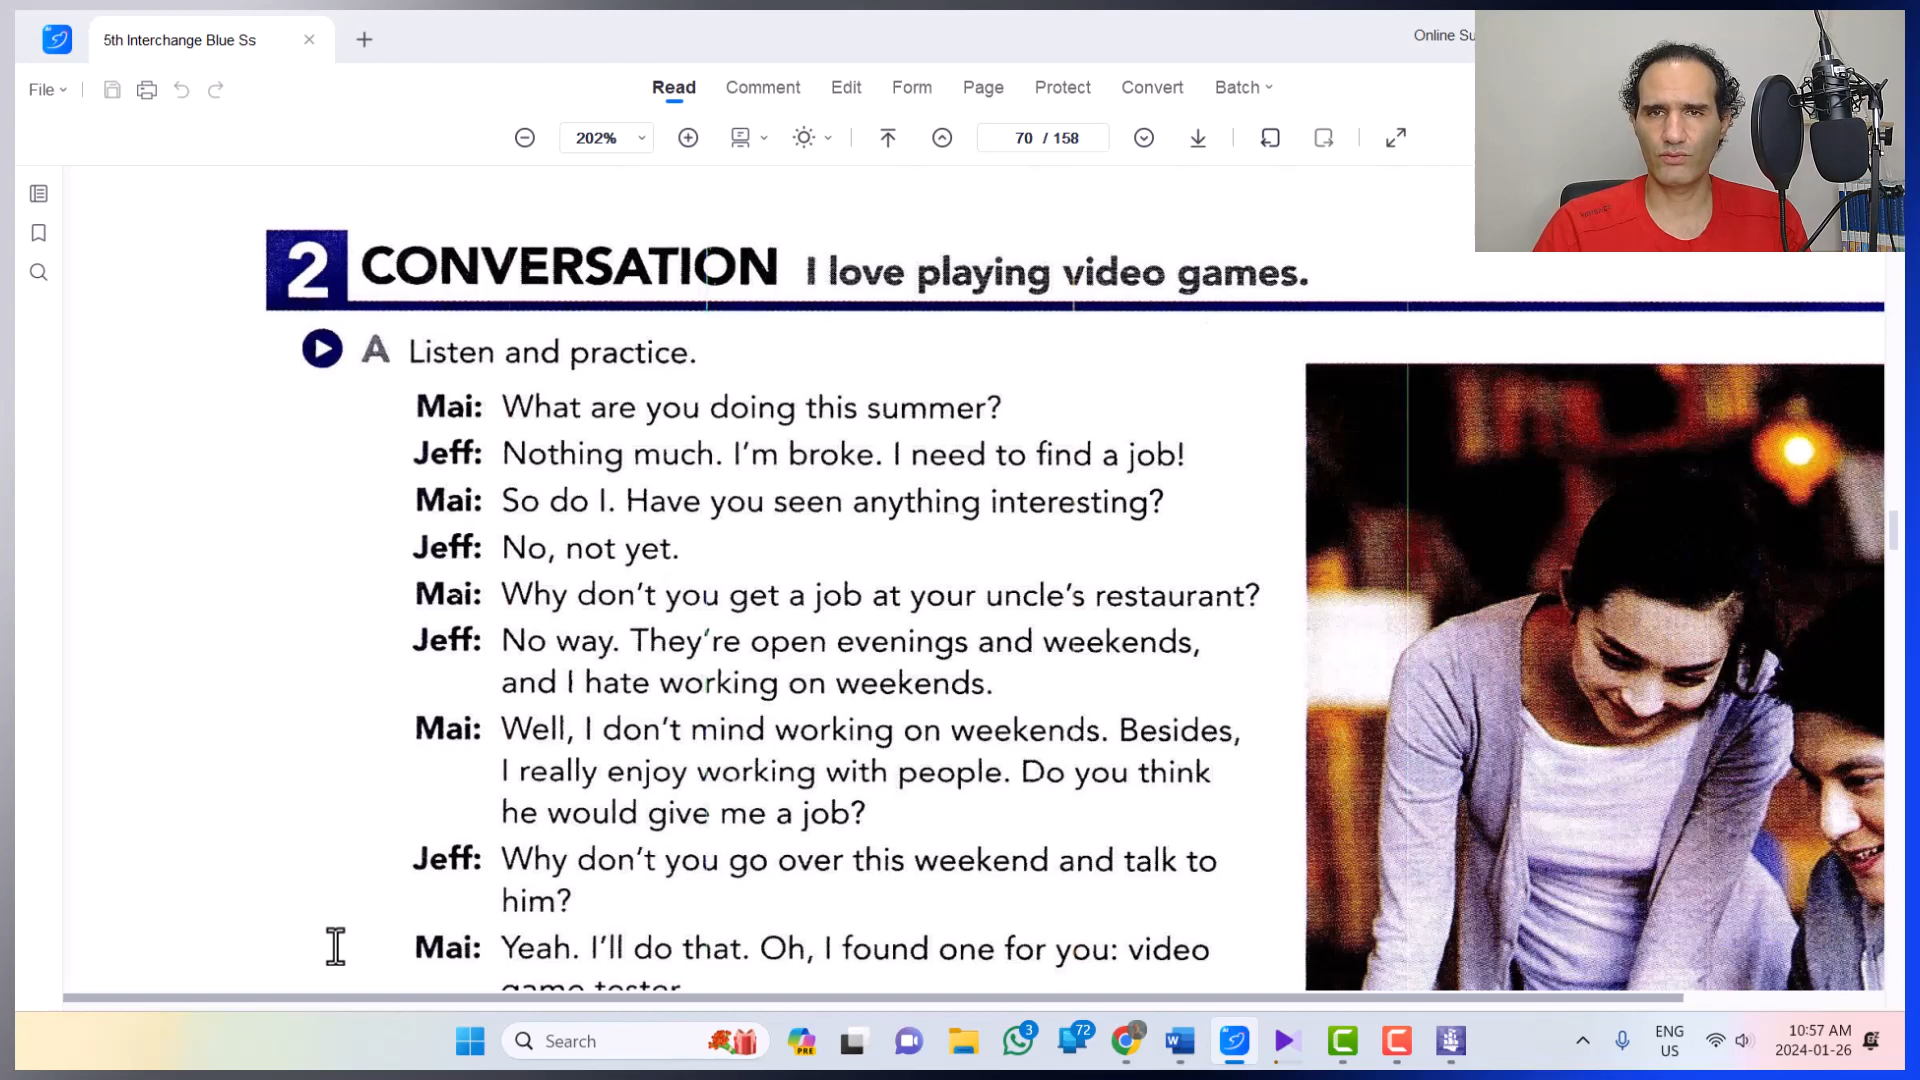 5th Interchange Blue Ss
Online Su
File
Read Comment Edit Form Page Protect Convert Batch
202%
70 / 158
2 CONVERSATION I love playing video games.
A Listen and practice.
Mai: What are you doing this summer?
Jeff: Nothing much. I'm broke. I need to find a job!
Mai: So do I. Have you seen anything interesting?
Jeff: No, not yet.
Mai: Why don't you get a job at your uncle's restaurant?
Jeff: No way. They're open evenings and weekends,
and I hate working on weekends.
Mai: Well, I don't mind working on weekends. Besides,
I really enjoy working with people. Do you think
he would give me a job?
Jeff: Why don't you go over this weekend and talk to
him?
Mai: Yeah. I'll do that. Oh, I found one for you: video
game tester
Search
PRE
3
72
ENG
US
10:57 AM
2024-01-26